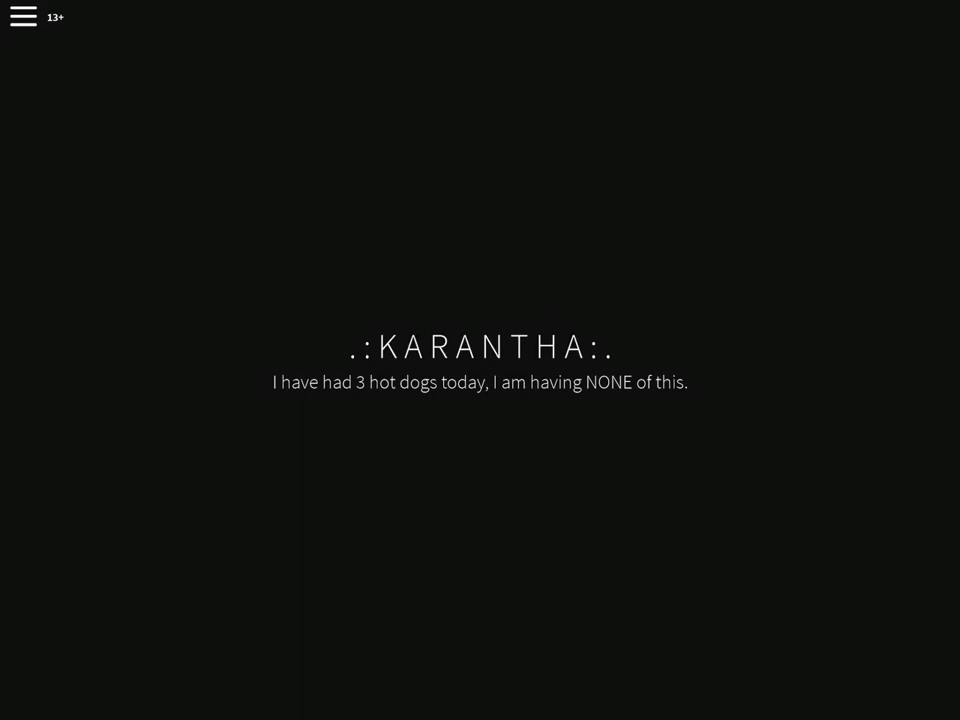 13+
.:KARANTHA:.
I have had 3 hot dogs today, I am having NONE of this.